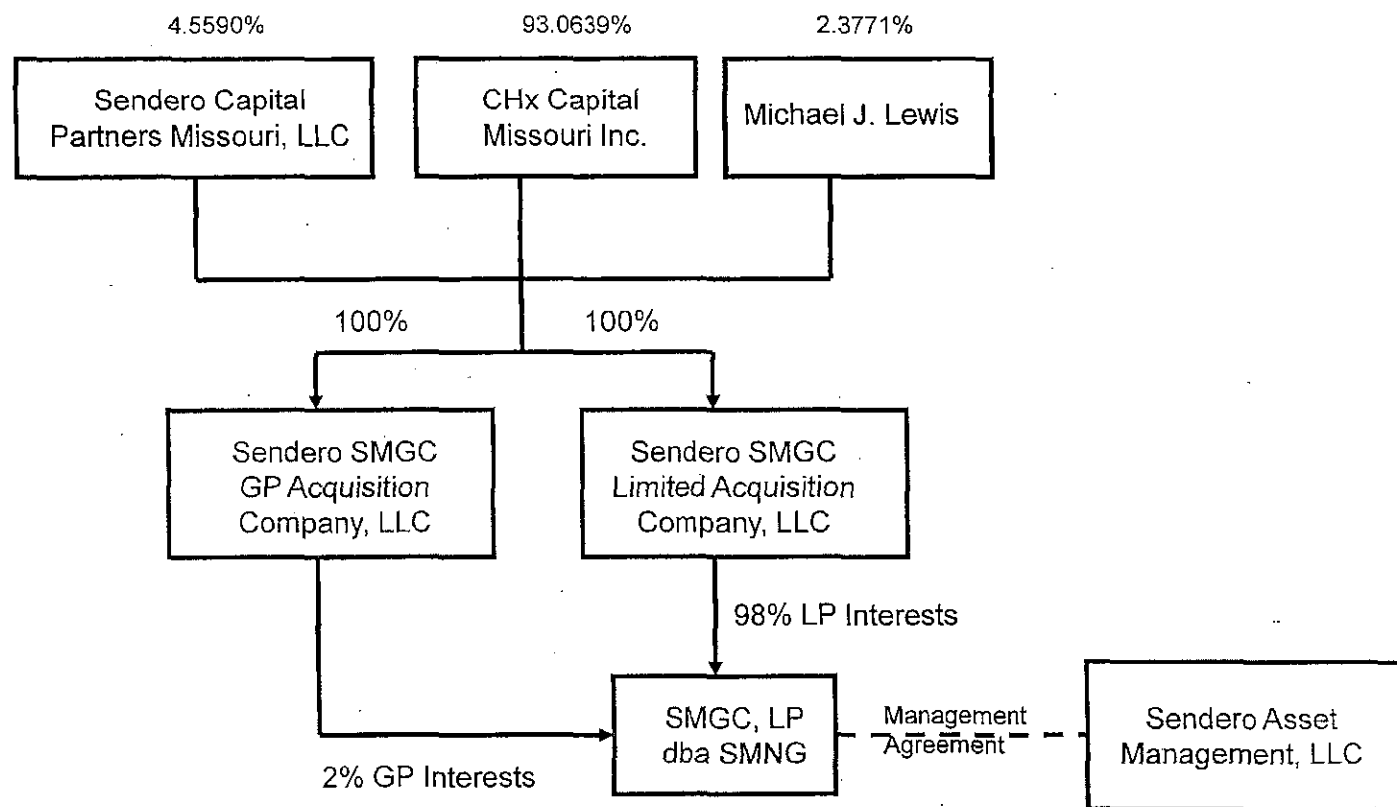 4.5590%
93.0639%
2.3771%
Sendero Capital
Partners Missouri, LLC
CHx Capital
Missouri Inc.
Michael J. Lewis
100%
100%
Sendero SMGC
GP Acquisition
Company, LLC
Sendero SMGC
Limited Acquisition
Company, LLC
98% LP Interests
2% GP Interests
SMGC, LP
dba SMNG
Management
Agreement
Sendero Asset
Management, LLC